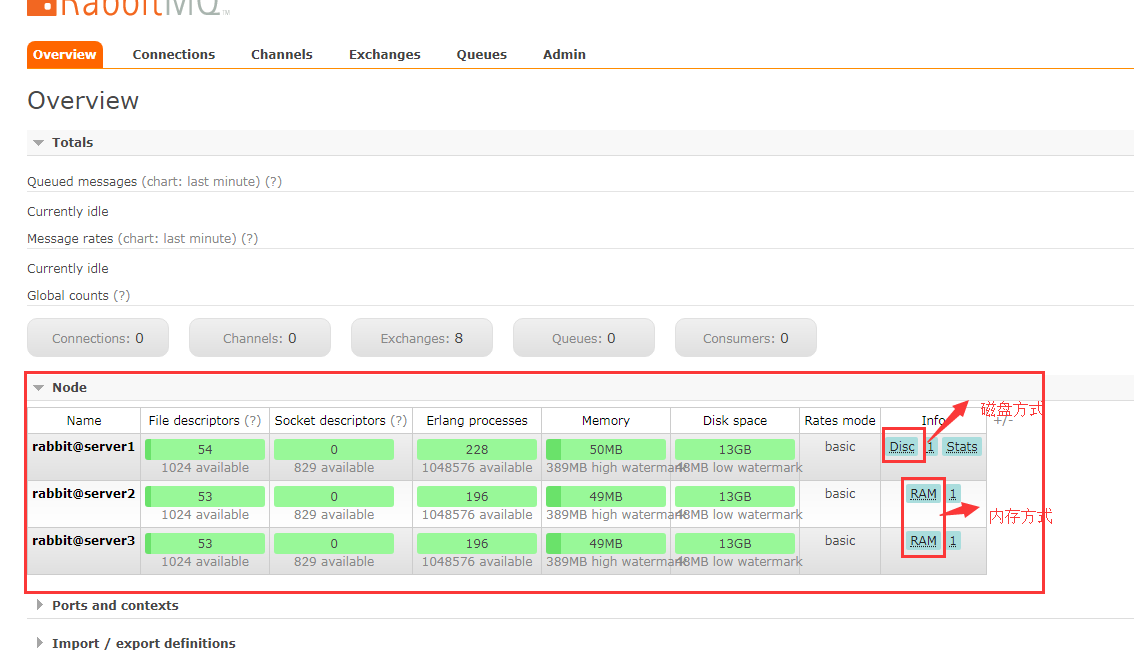 RabbitMQ TM
Overview Connections Channels Exchanges Queues Admin
Overview
Totals
Queued messages (chart: last minute) (?)
Currently idle
Message rates (chart: last minute) (?)
Currently idle
Global counts (?)
Connections: 0 Channels: 0 Exchanges: 8 Queues: 0 Consumers: 0
Node
磁盘方式
Name File descriptors (?) Socket descriptors (?) Erlang processes Memory Disk space Rates mode Info +/-
rabbit@server1 54 0 228 50MB 13GB basic Disc 1 Stats
1024 available 829 available 1048576 available 389MB high watermark 48MB low watermark
rabbit@server2 53 0 196 49MB 13GB basic RAM 1
1024 available 829 available 1048576 available 389MB high watermark 48MB low watermark
内存方式
rabbit@server3 53 0 196 49MB 13GB basic RAM 1
1024 available 829 available 1048576 available 389MB high watermark 48MB low watermark
Ports and contexts
Import / export definitions